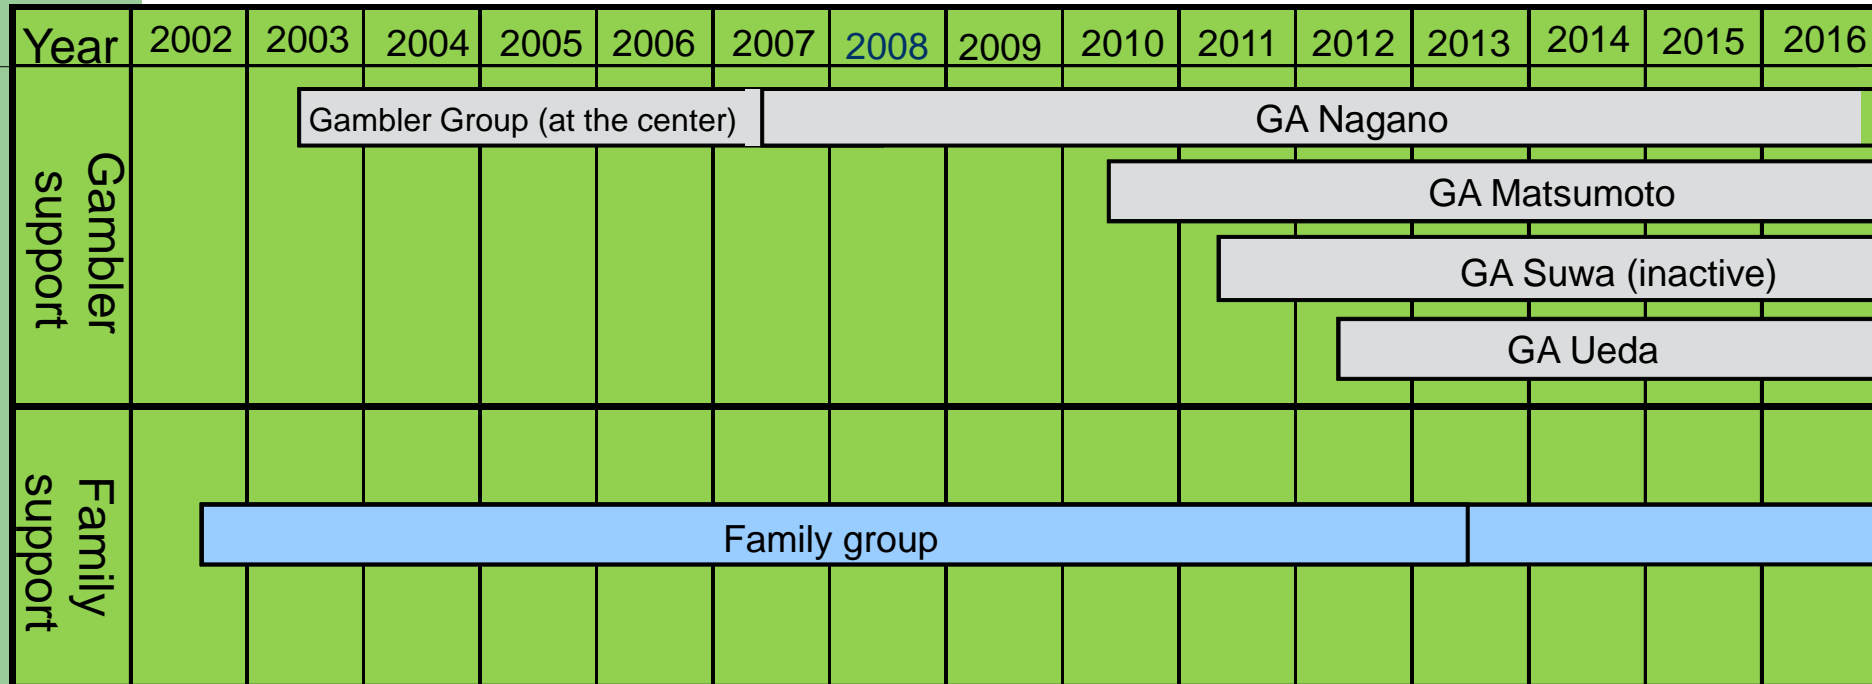 Year 2002 2003 2004 2005 2006 2007 2008 2009 2010 2011 2012 2013 2014 2015 2016
Gambler
support
Gambler Group (at the center) GA Nagano
GA Matsumoto
GA Suwa (inactive)
GA Ueda
Family
support
Family group